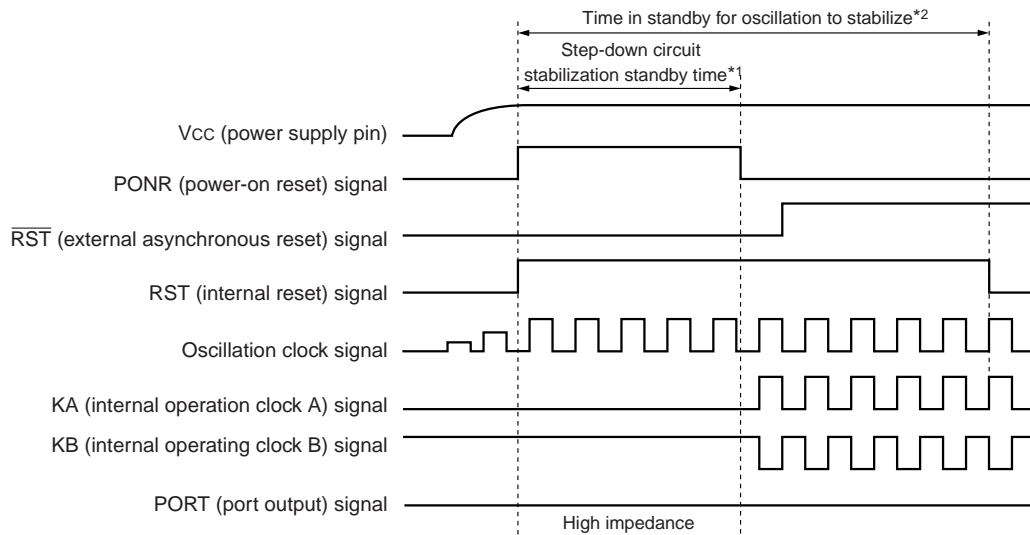 Time in standby for oscillation to stabilize*2
Step-down circuit
stabilization standby time*1
Vcc (power supply pin)
PONR (power-on reset) signal
R̅S̅T̅ (external asynchronous reset) signal
RST (internal reset) signal
Oscillation clock signal
KA (internal operation clock A) signal
KB (internal operating clock B) signal
PORT (port output) signal
High impedance